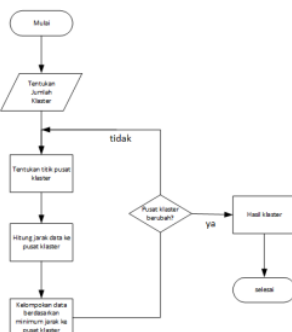 Mulai
Tentukan
Jumlah
Klaster
tidak
Tentukan titik pusat
klaster
Pusat klaster
berubah?
ya
Hasil klaster
Hitung jarak data ke
pusat klaster
selesai
Kelompokan data
berdasarkan
minimum jarak ke
pusat klaster